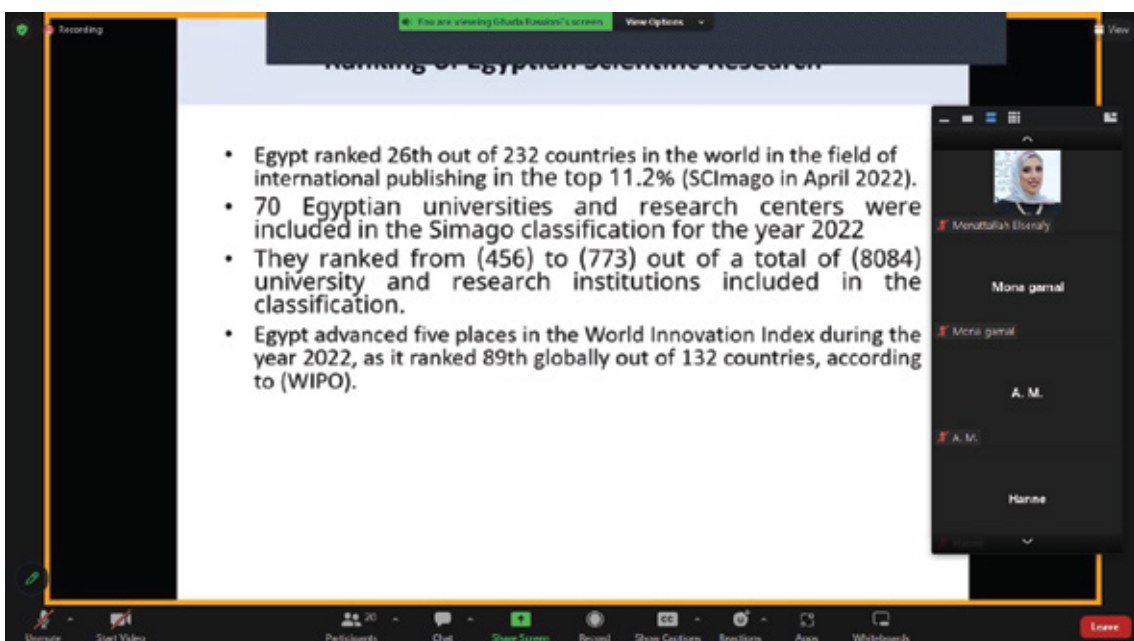 You are viewing Ghada Bassioni's screen View Options
Recording
View
Ranking of Egyptian Scientific Research
• Egypt ranked 26th out of 232 countries in the world in the field of
international publishing in the top 11.2% (SCImago in April 2022).
• 70 Egyptian universities and research centers were
included in the Simago classification for the year 2022
• They ranked from (456) to (773) out of a total of (8084)
university and research institutions included in the
classification.
• Egypt advanced five places in the World Innovation Index during the
year 2022, as it ranked 89th globally out of 132 countries, according
to (WIPO).
Mona gamal
Mona gamal
A. M.
A. M.
Hanne
Hanne
Unmute Start Video Participants 20 Chat Share Screen Record Show Captions Reactions Apps Whiteboards Leave